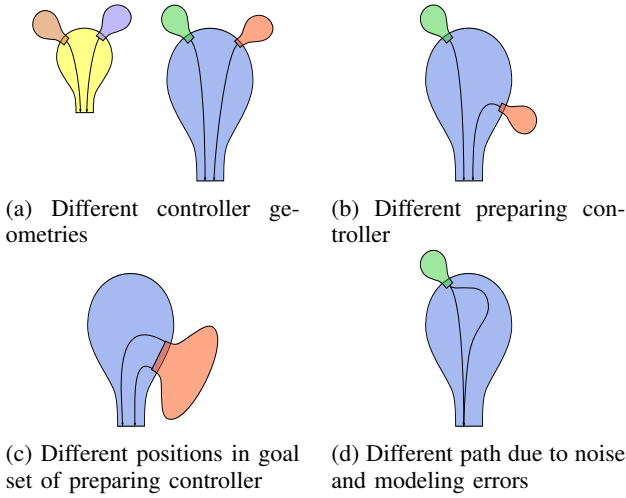 (a) Different controller ge-
ometries
(b) Different preparing con-
troller
(c) Different positions in goal
set of preparing controller
(d) Different path due to noise
and modeling errors